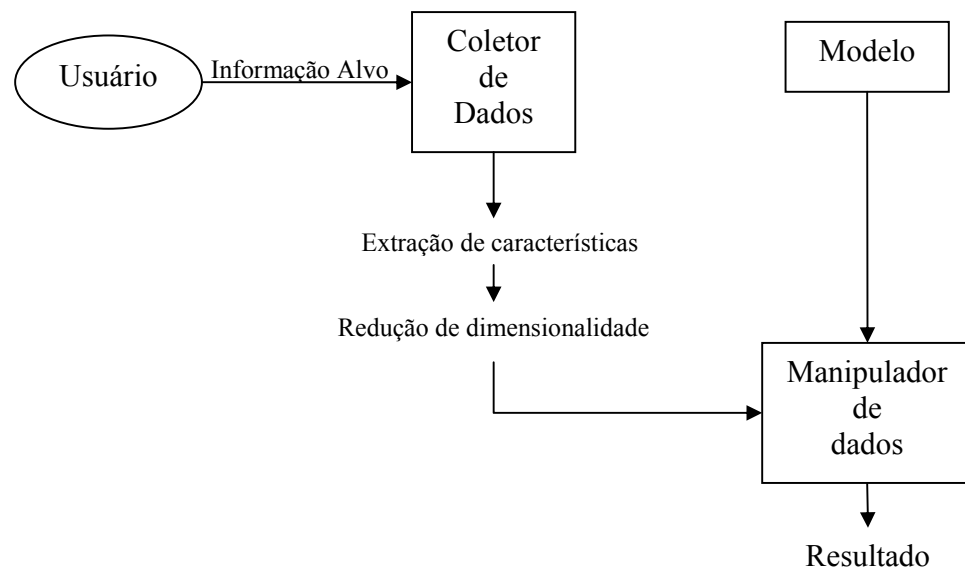 Usuário
Informação Alvo
Coletor
de
Dados
Modelo
Extração de características
Redução de dimensionalidade
Manipulador
de
dados
Resultado